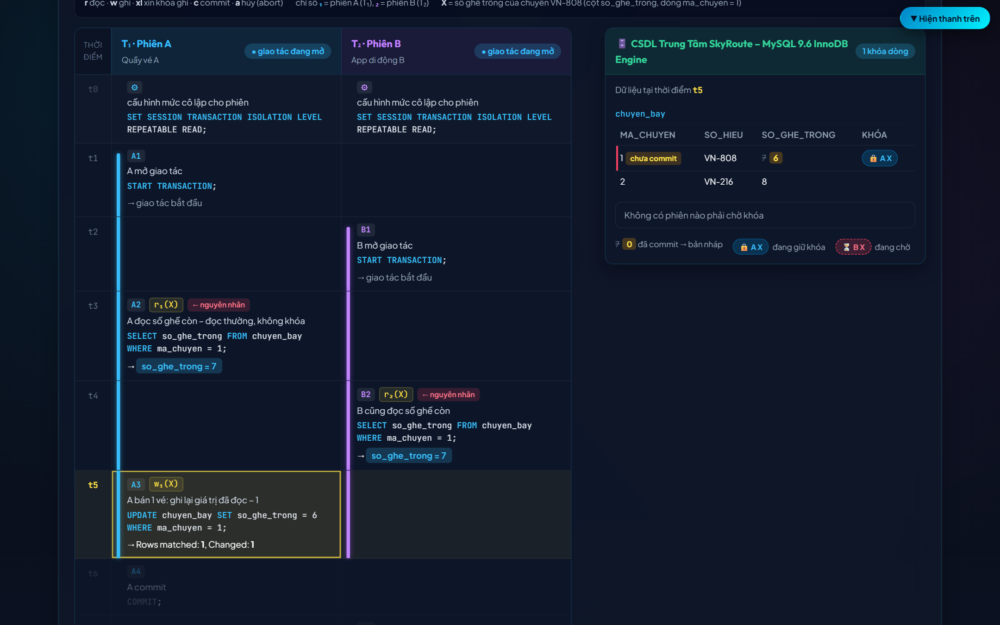 r đọc · w ghi · xl xin khóa ghi · c commit · a hủy (abort) chỉ số ₁ = phiên A (T₁), ₂ = phiên B (T₂) X = số ghế trống của chuyến VN-808 (cột so_ghe_trong, dòng ma_chuyen = 1)
▼ Hiện thanh trên
THỜI ĐIỂM
T₁ · Phiên A
Quầy vé A
● giao tác đang mở
T₂ · Phiên B
App di động B
● giao tác đang mở
t0
⚙
cấu hình mức cô lập cho phiên
SET SESSION TRANSACTION ISOLATION LEVEL
REPEATABLE READ;
⚙
cấu hình mức cô lập cho phiên
SET SESSION TRANSACTION ISOLATION LEVEL
REPEATABLE READ;
t1
A1
A mở giao tác
START TRANSACTION;
→ giao tác bắt đầu
t2
B1
B mở giao tác
START TRANSACTION;
→ giao tác bắt đầu
t3
A2 r₁(X) ← nguyên nhân
A đọc số ghế còn – đọc thường, không khóa
SELECT so_ghe_trong FROM chuyen_bay
WHERE ma_chuyen = 1;
→ so_ghe_trong = 7
t4
B2 r₂(X) ← nguyên nhân
B cũng đọc số ghế còn
SELECT so_ghe_trong FROM chuyen_bay
WHERE ma_chuyen = 1;
→ so_ghe_trong = 7
t5
A3 w₁(X)
A bán 1 vé: ghi lại giá trị đã đọc – 1
UPDATE chuyen_bay SET so_ghe_trong = 6
WHERE ma_chuyen = 1;
→ Rows matched: 1, Changed: 1
t6
A4
A commit
COMMIT;
CSDL Trung Tâm SkyRoute – MySQL 9.6 InnoDB
Engine
1 khóa dòng
Dữ liệu tại thời điểm t5
chuyen_bay
MA_CHUYEN SO_HIEU SO_GHE_TRONG KHÓA
1 chưa commit VN-808 7 6 🔒 A X
2 VN-216 8
Không có phiên nào phải chờ khóa
7 0 đã commit → bản nháp 🔒 A X đang giữ khóa ⏳ B X đang chờ